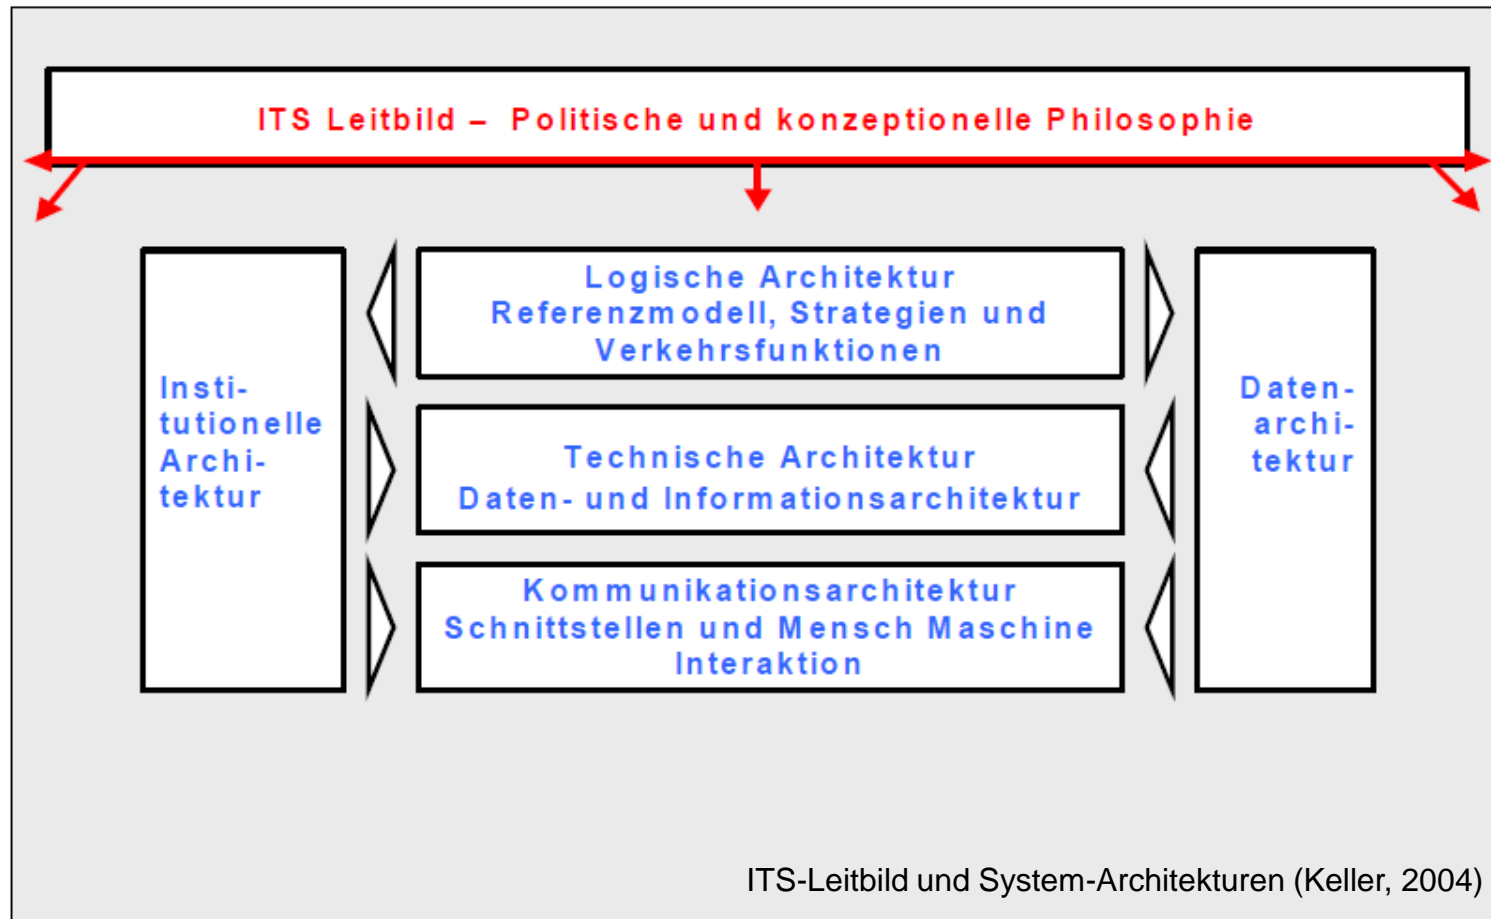 ITS Leitbild – Politische und konzeptionelle Philosophie
Insti-
tutionelle
Archi-
tektur
Logische Architektur
Referenzmodell, Strategien und
Verkehrsfunktionen
Technische Architektur
Daten- und Informationsarchitektur
Kommunikationsarchitektur
Schnittstellen und Mensch Maschine
Interaktion
Daten-
archi-
tektur
ITS-Leitbild und System-Architekturen (Keller, 2004)